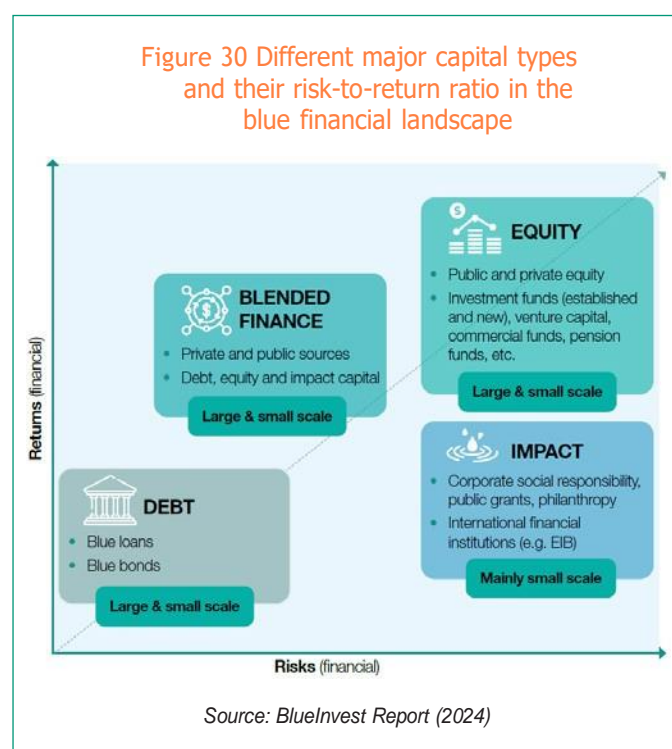 Figure 30 Different major capital types
and their risk-to-return ratio in the
blue financial landscape
Returns (financial)
$
EQUITY
• Public and private equity
• Investment funds (established
and new), venture capital,
commercial funds, pension
funds, etc.
Large & small scale
$
BLENDED
FINANCE
• Private and public sources
• Debt, equity and impact capital
Large & small scale
IMPACT
• Corporate social responsibility,
public grants, philanthropy
• International financial
institutions (e.g. EIB)
Mainly small scale
DEBT
• Blue loans
• Blue bonds
Large & small scale
Risks (financial)
Source: BlueInvest Report (2024)